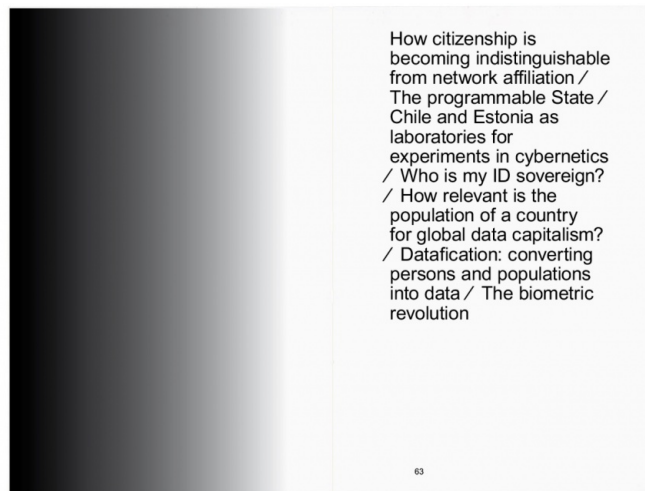 How citizenship is
becoming indistinguishable
from network affiliation /
The programmable State /
Chile and Estonia as
laboratories for
experiments in cybernetics
/ Who is my ID sovereign?
/ How relevant is the
population of a country
for global data capitalism?
/ Datafication: converting
persons and populations
into data / The biometric
revolution
63